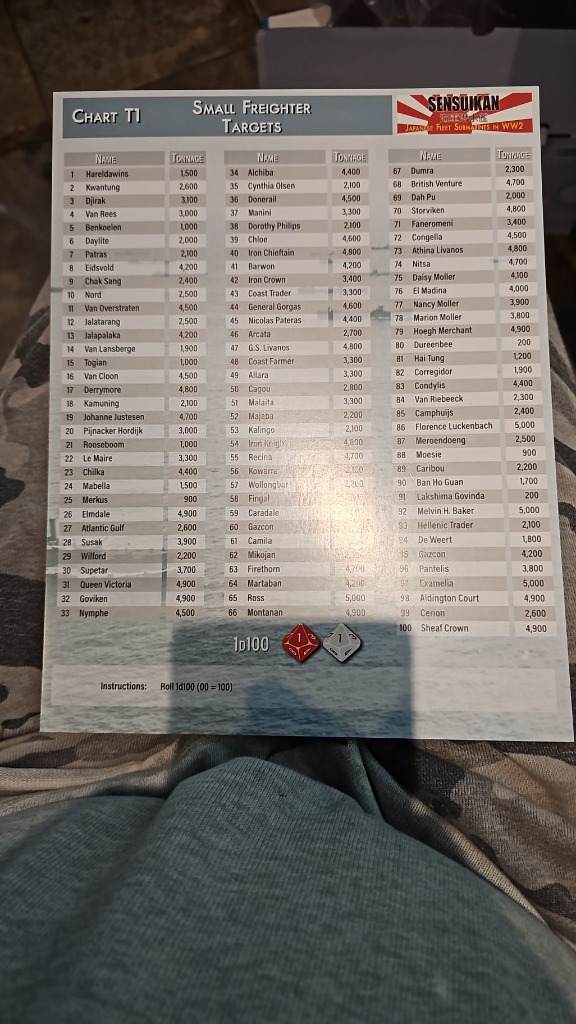 CHART T1
SMALL FREIGHTER
TARGETS
SENSUIKAN
JAPANESE FLEET SUBMARINES IN WW2
NAME TONNAGE
1 Hareldawins 1,500
2 Kwantung 2,600
3 Djirak 3,100
4 Van Rees 3,000
5 Benkoelen 1,000
6 Daylite 2,000
7 Patras 2,100
8 Eidsvold 4,200
9 Chak Sang 2,400
10 Nord 2,500
11 Van Overstraten 4,500
12 Jalatarang 2,500
13 Jalapalaka 4,200
14 Van Lansberge 1,900
15 Togian 1,000
16 Van Cloon 4,500
17 Derrymore 4,800
18 Kamuning 2,100
19 Johanne Justesen 4,700
20 Pijnacker Hordijk 3,000
21 Rooseboom 1,000
22 Le Maire 3,300
23 Chilka 4,400
24 Mabella 1,500
25 Merkus 900
26 Elmdale 4,900
27 Atlantic Gulf 2,600
28 Susak 3,900
29 Wilford 2,200
30 Supetar 3,700
31 Queen Victoria 4,900
32 Goviken 4,900
33 Nymphe 4,500
NAME TONNAGE
34 Alchiba 4,400
35 Cynthia Olsen 2,100
36 Donerail 4,500
37 Manini 3,300
38 Dorothy Philips 2,100
39 Chloe 4,600
40 Iron Chieftain 4,800
41 Barwon 4,200
42 Iron Crown 3,400
43 Coast Trader 3,300
44 General Gorgas 4,600
45 Nicolas Pateras 4,400
46 Arcata 2,700
47 G.S. Livanos 4,800
48 Coast Farmer 3,300
49 Allara 3,300
50 Cagou 2,800
51 Malaita 3,300
52 Majaba 2,200
53 Kalingo 2,100
54 Iron Knight 4,800
55 Recina 4,700
56 Kowarra
57 Wollongbar
58 Fingal
59 Caradale
60 Gazcon
61 Camila
62 Mikojan
63 Firethorn 4,700
64 Martaban 4,200
65 Ross 5,000
66 Montanan 4,900
NAME TONNAGE
67 Dumra 2,300
68 British Venture 4,700
69 Dah Pu 2,000
70 Storviken 4,800
71 Faneromeni 3,400
72 Congella 4,500
73 Athina Livanos 4,800
74 Nitsa 4,700
75 Daisy Moller 4,100
76 El Madina 4,000
77 Nancy Moller 3,900
78 Marion Moller 3,800
79 Hoegh Merchant 4,900
80 Dureenbee 200
81 Hai Tung 1,200
82 Corregidor 1,900
83 Condylis 4,400
84 Van Riebeeck 2,300
85 Camphuijs 2,400
86 Florence Luckenbach 5,000
87 Meroendoeng 2,500
88 Moesie 900
89 Caribou 2,200
90 Ban Ho Guan 1,700
91 Lakshima Govinda 200
92 Melvin H. Baker 5,000
93 Hellenic Trader 2,100
94 De Weert 1,800
95 Gazcon 4,200
96 Pantelis 3,800
97 Examelia 5,000
98 Aldington Court 4,900
99 Cerion 2,600
100 Sheaf Crown 4,900
1D100 1 1
Instructions: Roll 1d100 (00 = 100)